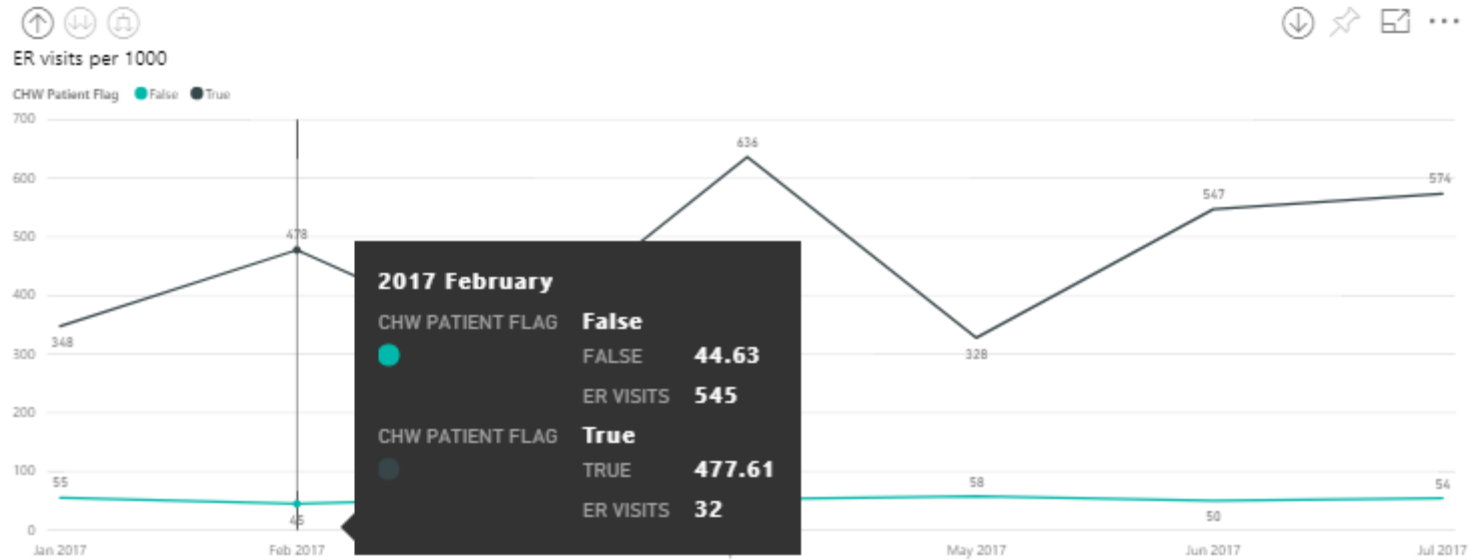 ER visits per 1000
CHW Patient Flag False True
700
600
500
400
300
200
100
0
348
478
636
328
547
574
55
45
58
50
54
2017 February
CHW PATIENT FLAG False
FALSE 44.63
ER VISITS 545
CHW PATIENT FLAG True
TRUE 477.61
ER VISITS 32
Jan 2017 Feb 2017 May 2017 Jun 2017 Jul 2017